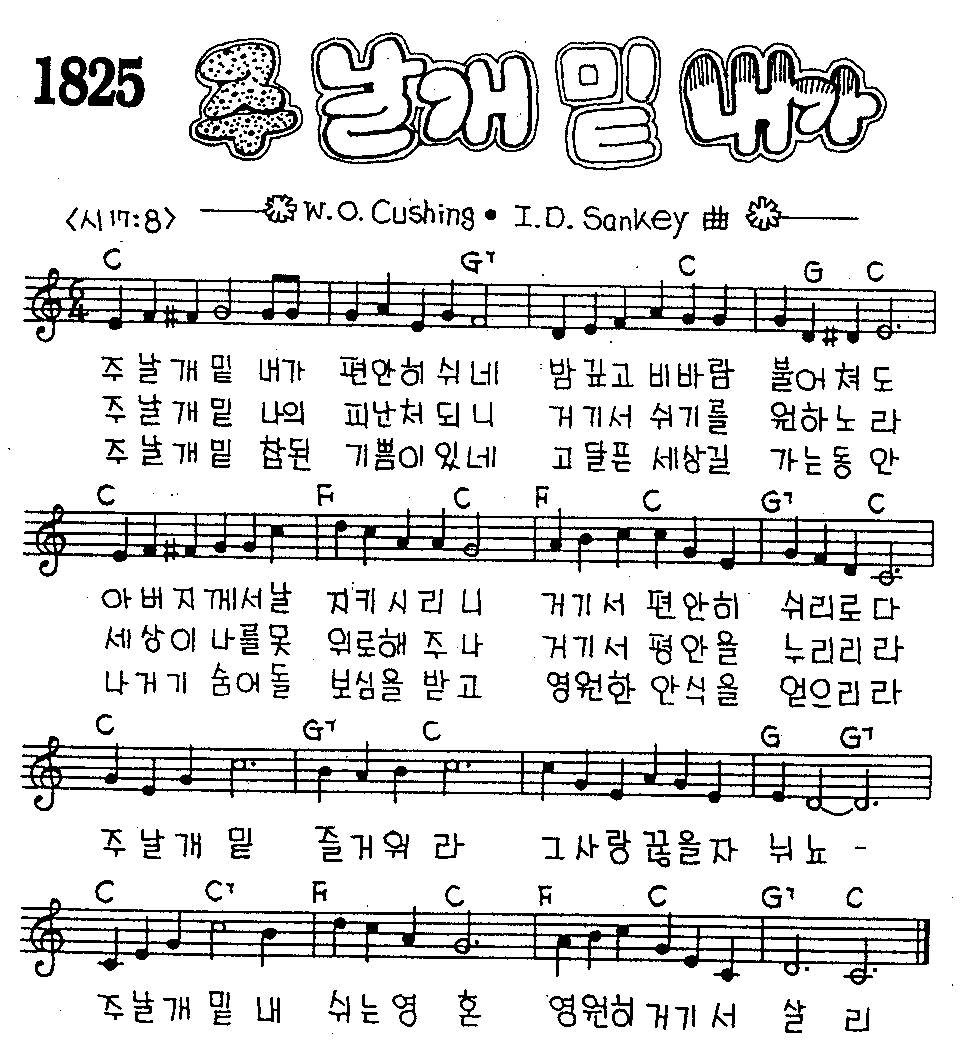 1825 주 날개 밑 내가
<시 17:8> W.O. Cushing • I.D. Sankey 曲
C G7 C G C
6/4
주 날 개 밑 내가 편안히 쉬네 밤 깊고 비바람 불어쳐도
주 날 개 밑 나의 피난처 되니 거기서 쉬기를 원하노라
주 날 개 밑 참된 기쁨이있네 고달픈 세상길 가는동안
C F C F C G7 C
아버지께서날 지키시리니 거기서 편안히 쉬리로다
세상이 나를못 위로해 주나 거기서 평안을 누리리라
나거기 숨어돌 보심을 받고 영원한 안식을 얻으리라
C G7 C G G7
주 날개 밑 즐거워라 그사랑끊을자 뉘뇨 -
C C7 F C F C G7 C
주날개 밑 내 쉬는영 혼 영원히거기서 살 리